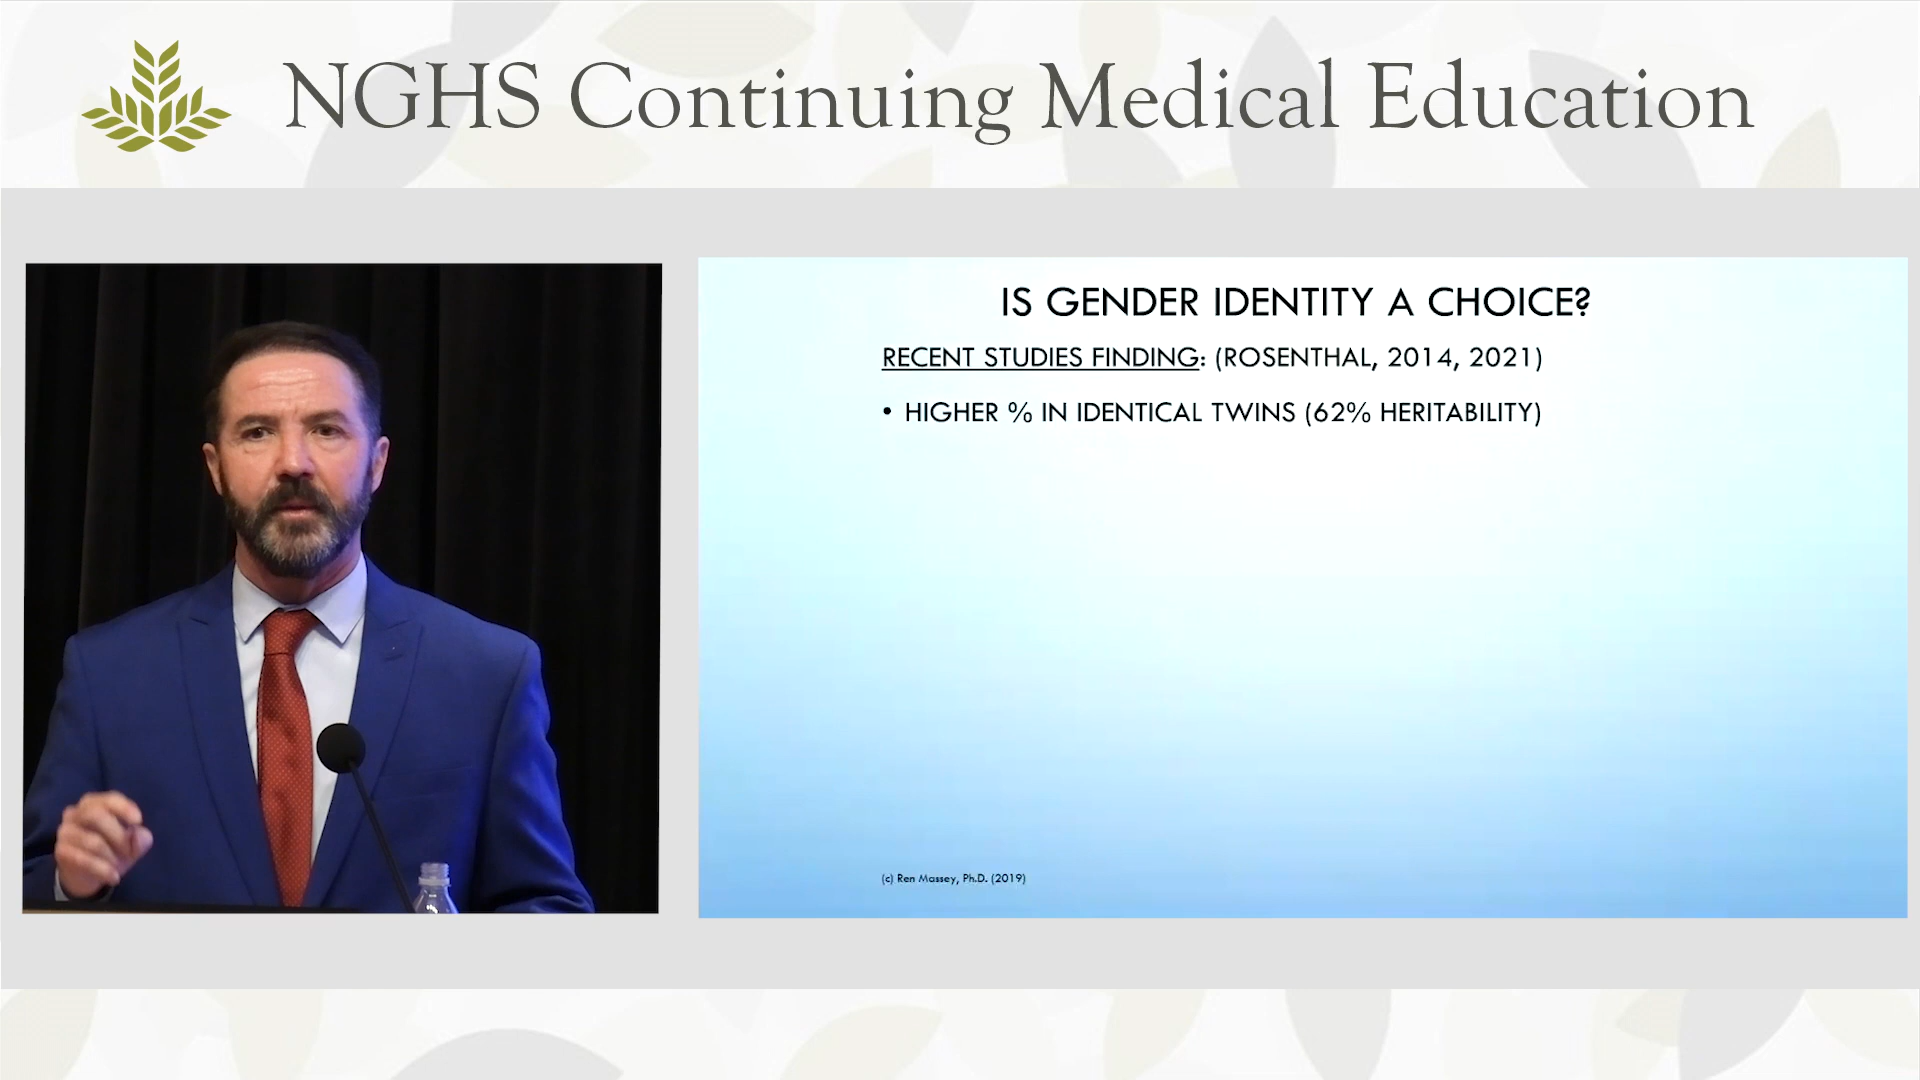 NGHS Continuing Medical Education
IS GENDER IDENTITY A CHOICE?
RECENT STUDIES FINDING: (ROSENTHAL, 2014, 2021)
• HIGHER % IN IDENTICAL TWINS (62% HERITABILITY)
(c) Ren Massey, Ph.D. (2019)